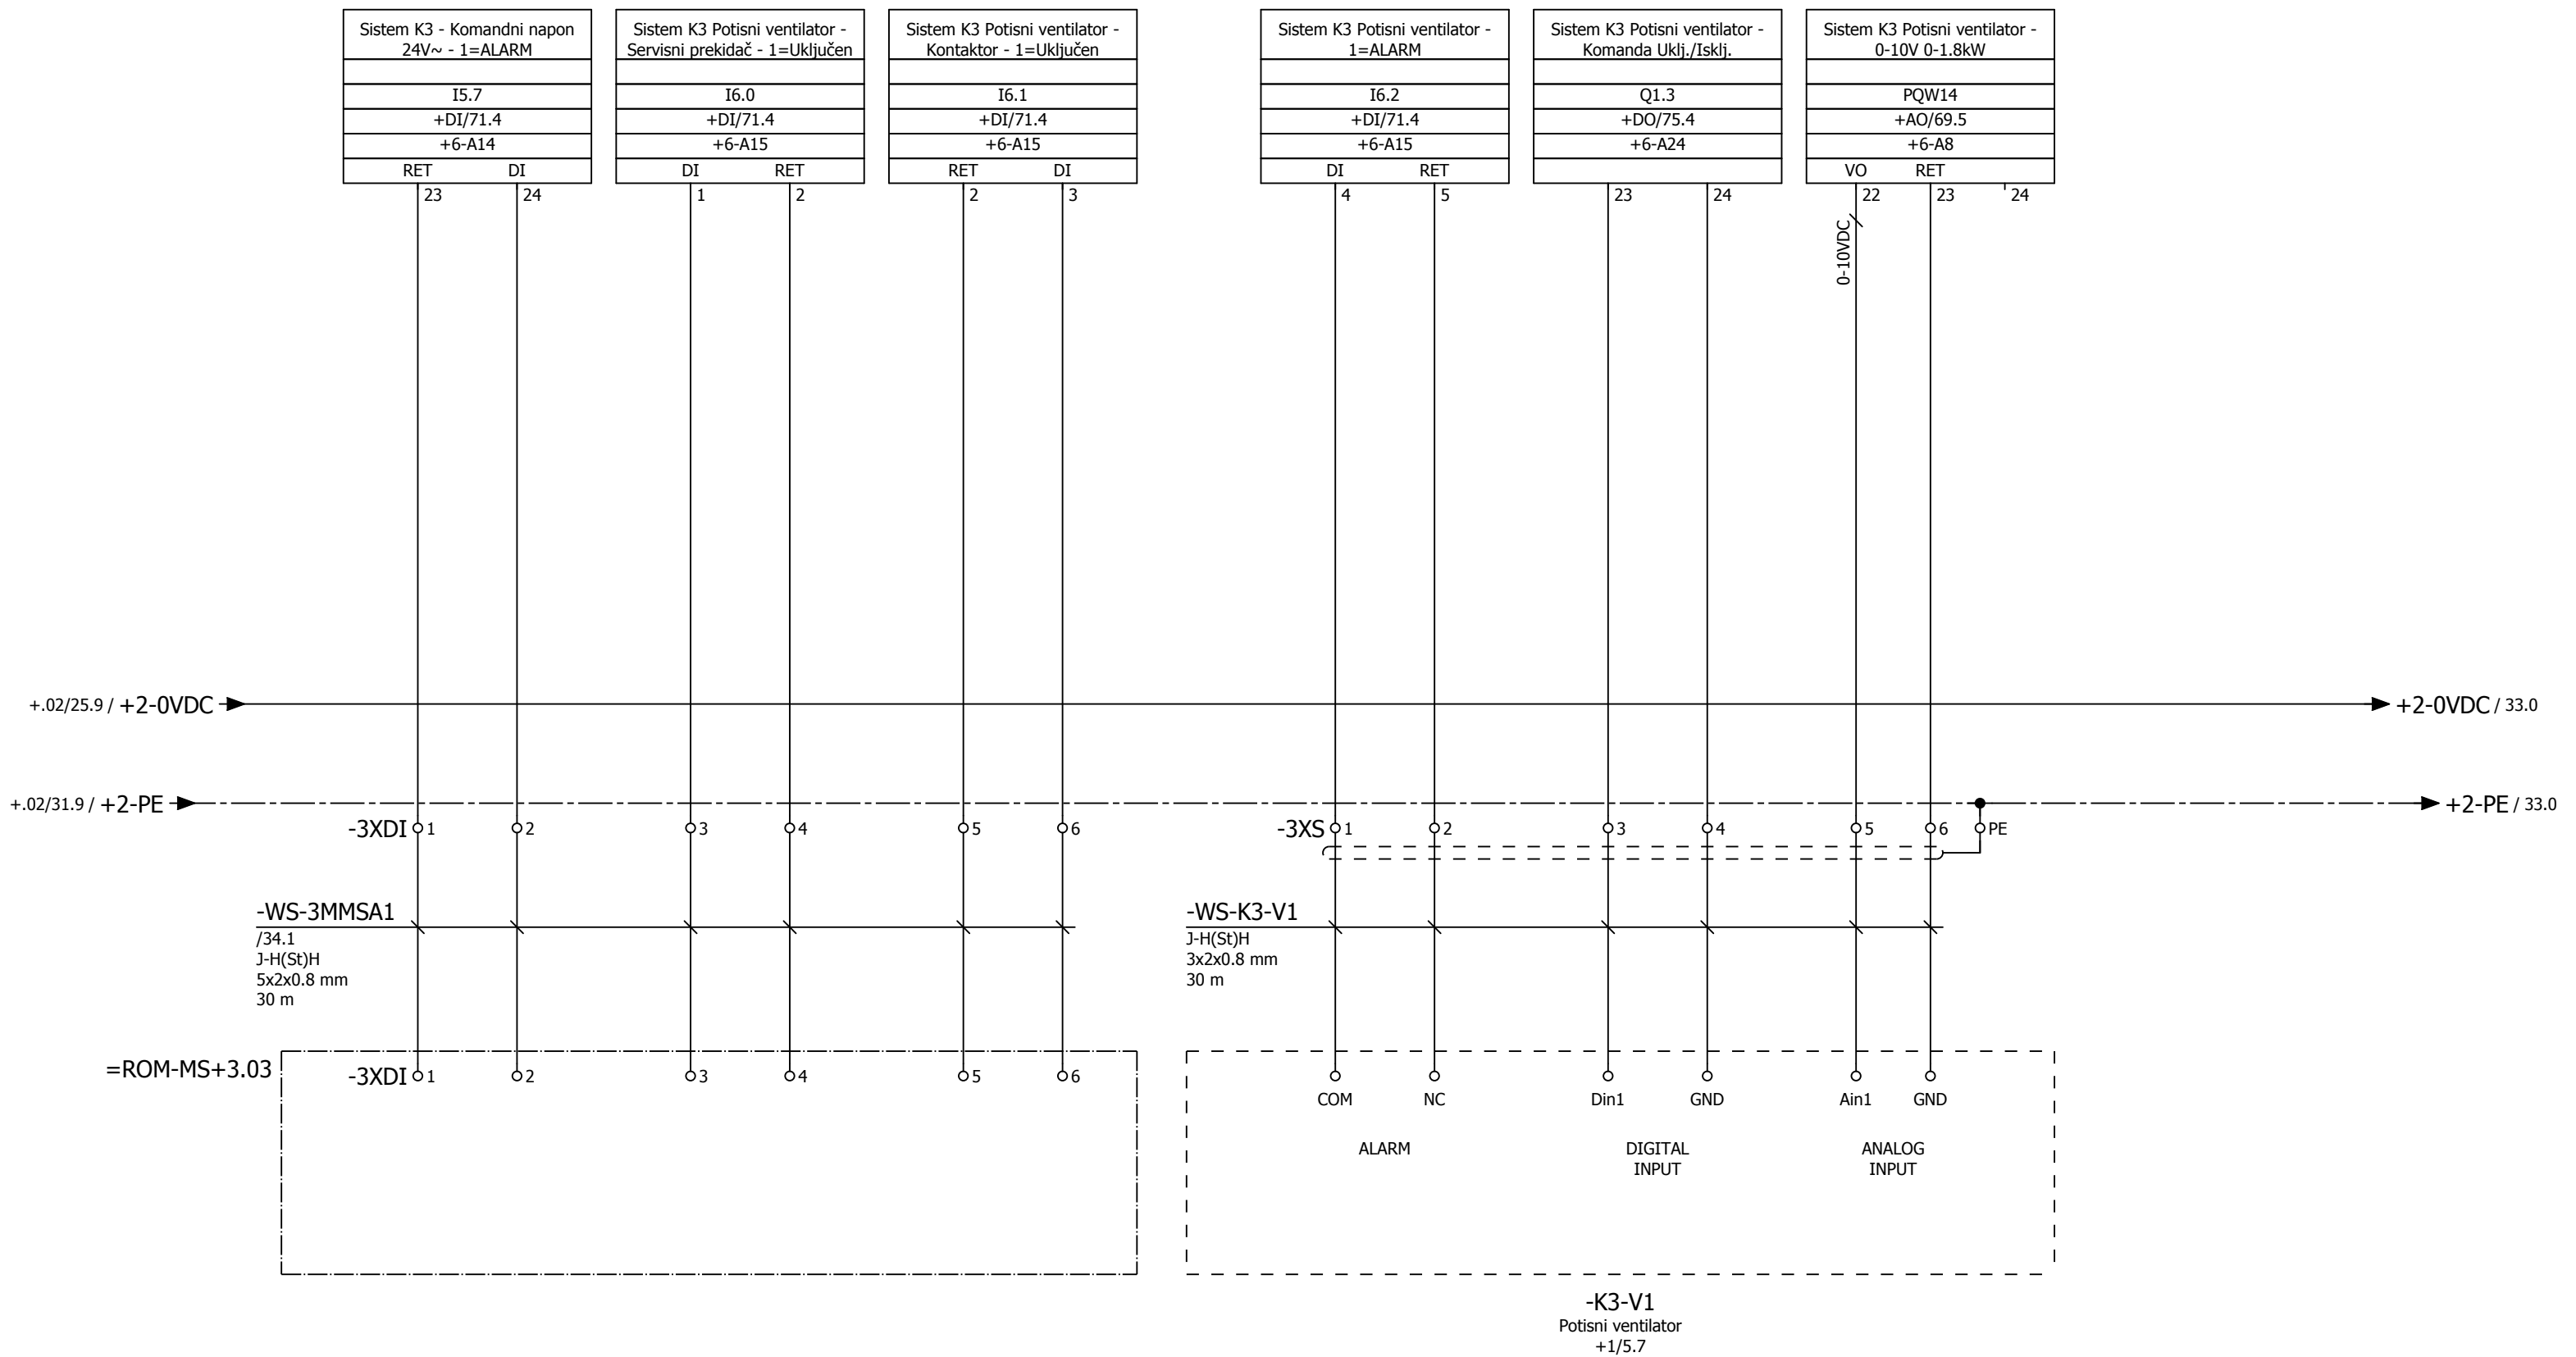 Sistem K3 - Komandni napon
24V~ - 1=ALARM
I5.7
+DI/71.4
+6-A14
RET DI
23 24
Sistem K3 Potisni ventilator -
Servisni prekidač - 1=Uključen
I6.0
+DI/71.4
+6-A15
DI RET
1 2
Sistem K3 Potisni ventilator -
Kontaktor - 1=Uključen
I6.1
+DI/71.4
+6-A15
RET DI
2 3
Sistem K3 Potisni ventilator -
1=ALARM
I6.2
+DI/71.4
+6-A15
DI RET
4 5
Sistem K3 Potisni ventilator -
Komanda Uklj./Isklj.
Q1.3
+DO/75.4
+6-A24
23 24
Sistem K3 Potisni ventilator -
0-10V 0-1.8kW
PQW14
+AO/69.5
+6-A8
VO RET
22 23 24
0-10VDC
+.02/25.9 / +2-0VDC
+2-0VDC / 33.0
+.02/31.9 / +2-PE
+2-PE / 33.0
-3XDI 1 2 3 4 5 6
-3XS 1 2 3 4 5 6 PE
-WS-3MMSA1
/34.1
J-H(St)H
5x2x0.8 mm
30 m
-WS-K3-V1
J-H(St)H
3x2x0.8 mm
30 m
=ROM-MS+3.03
-3XDI 1 2 3 4 5 6
COM NC Din1 GND Ain1 GND
ALARM
DIGITAL
INPUT
ANALOG
INPUT
-K3-V1
Potisni ventilator
+1/5.7